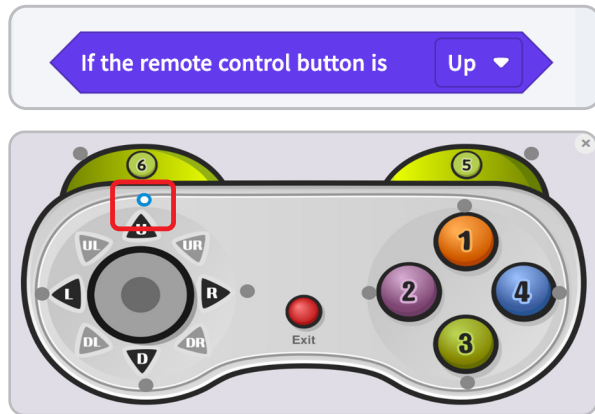 If the remote control button is Up
6
5
U
UL
UR
L
R
DL
DR
D
Exit
1
2
4
3